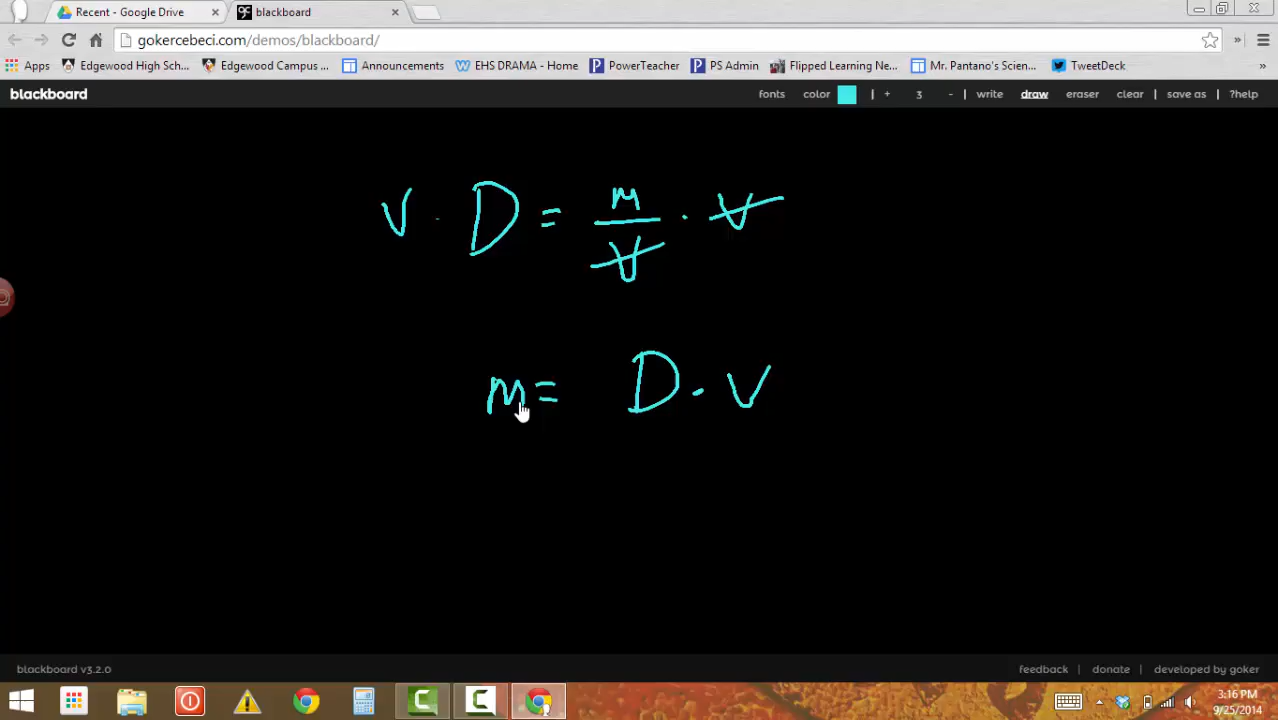 Recent - Google Drive
blackboard
gokercebeci.com/demos/blackboard/
Apps
Edgewood High Sch...
Edgewood Campus ...
Announcements
EHS DRAMA - Home
PowerTeacher
PS Admin
Flipped Learning Ne...
Mr. Pantano's Scien...
TweetDeck
»
blackboard
fonts color | + 3 - | write draw eraser clear | save as | ?help
V · D = m/V · V
m = D · V
blackboard v3.2.0
feedback | donate | developed by goker
3:16 PM
9/25/2014